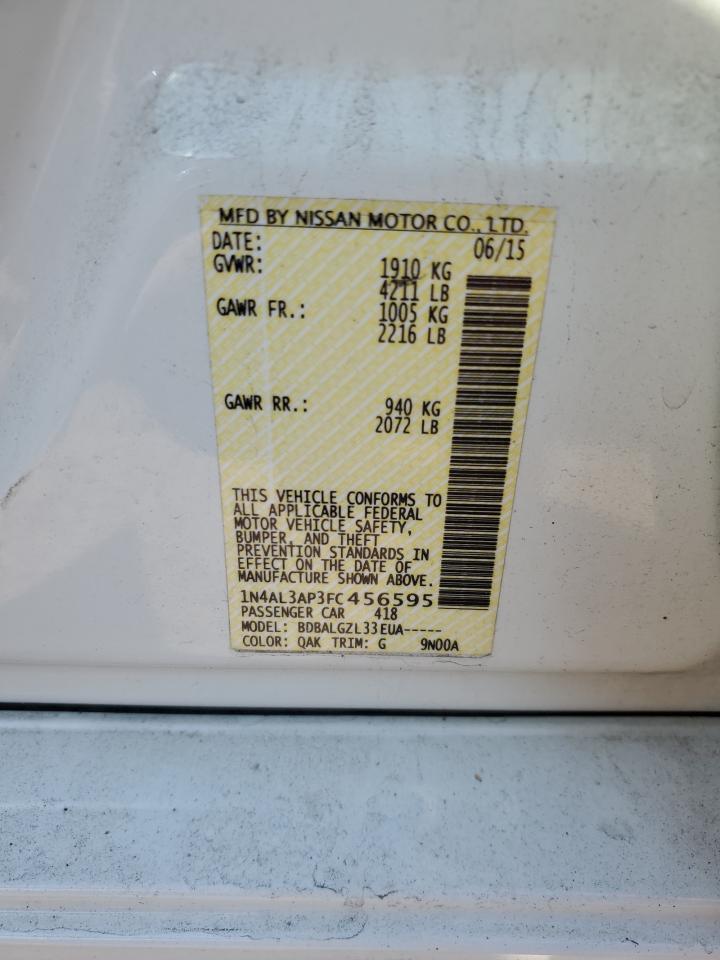 MFD BY NISSAN MOTOR CO., LTD.
DATE: 06/15
GVWR: 1910 KG
4211 LB
GAWR FR.: 1005 KG
2216 LB
GAWR RR.: 940 KG
2072 LB
THIS VEHICLE CONFORMS TO
ALL APPLICABLE FEDERAL
MOTOR VEHICLE SAFETY,
BUMPER, AND THEFT
PREVENTION STANDARDS IN
EFFECT ON THE DATE OF
MANUFACTURE SHOWN ABOVE.
1N4AL3AP3FC456595
PASSENGER CAR 418
MODEL: BDBALGZL33EUA-----
COLOR: QAK TRIM: G 9N00A